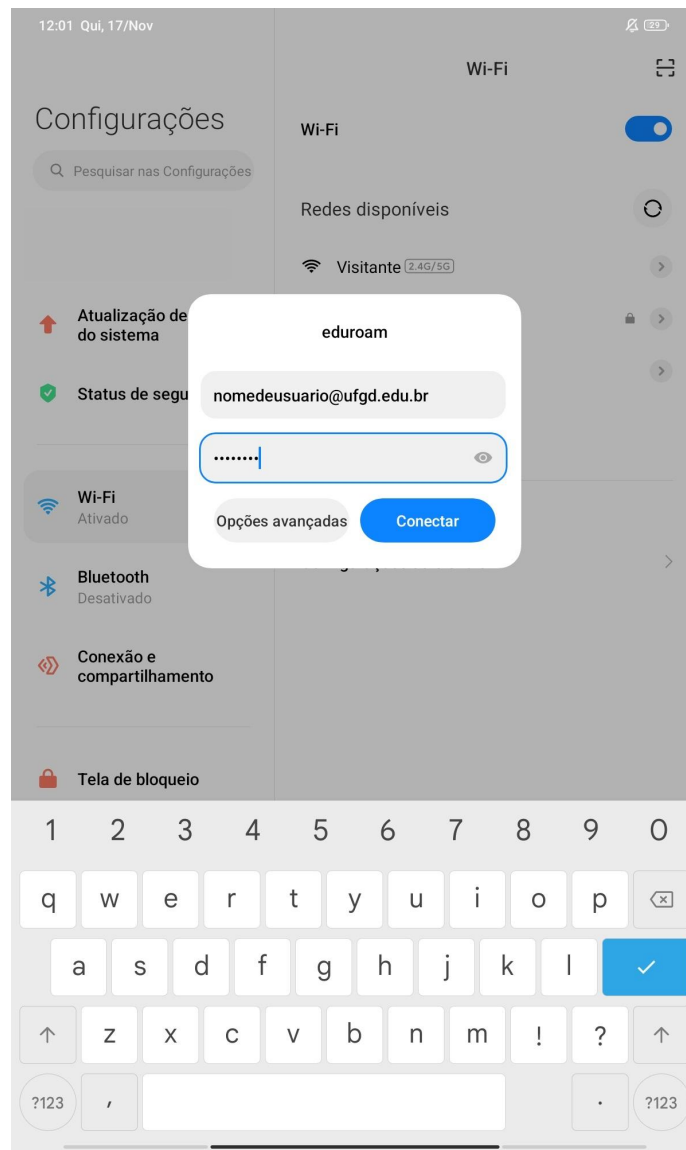 12:01 Qui, 17/Nov
29
Wi-Fi
Configurações
Wi-Fi
Pesquisar nas Configurações
Redes disponíveis
Visitante 2.4G/5G
Atualização de
do sistema
eduroam
Status de segu
nomedeusuario@ufgd.edu.br
••••••••
Opções avançadas
Conectar
Wi-Fi
Ativado
Bluetooth
Desativado
Conexão e
compartilhamento
Tela de bloqueio
1 2 3 4 5 6 7 8 9 0
q w e r t y u i o p
a s d f g h j k l
z x c v b n m ! ?
?123 , . ?123